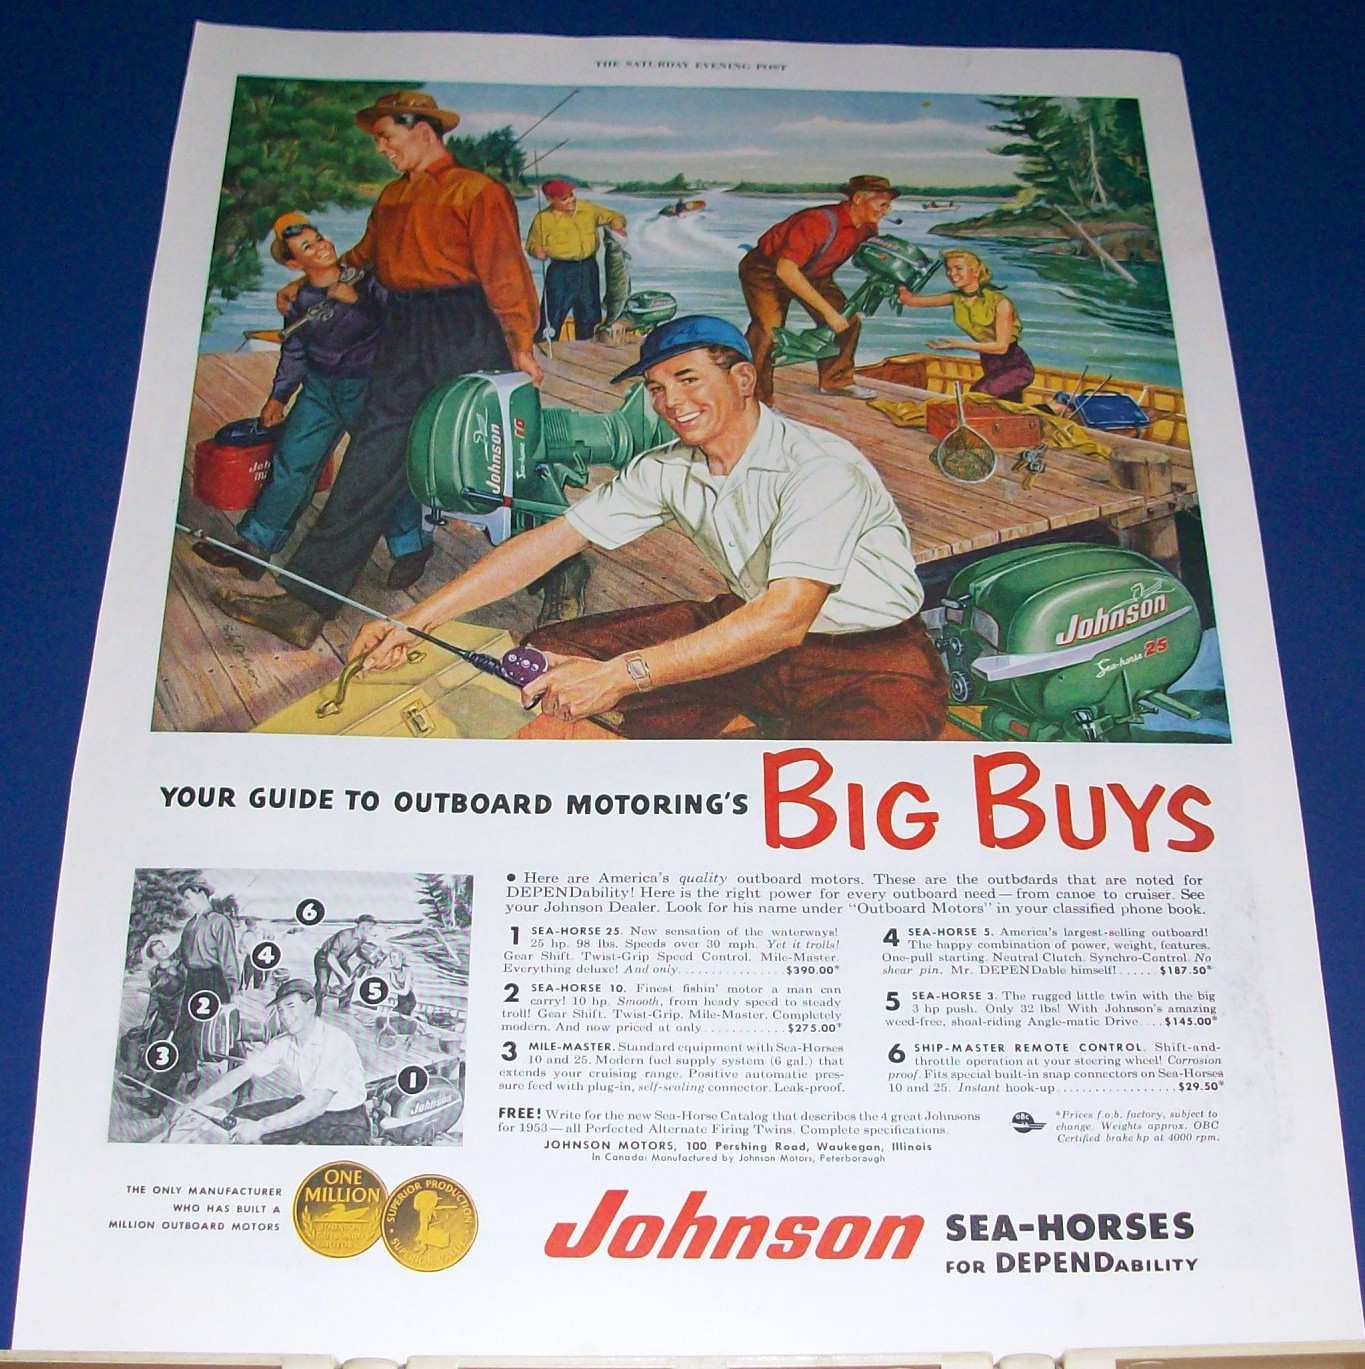 THE SATURDAY EVENING POST
Johnson
Sea-horse 10
Johnson
Sea-horse 25
YOUR GUIDE TO OUTBOARD MOTORING'S BIG BUYS
• Here are America's quality outboard motors. These are the outboards that are noted for
DEPENDability! Here is the right power for every outboard need — from canoe to cruiser. See
your Johnson Dealer. Look for his name under "Outboard Motors" in your classified phone book.
1 SEA-HORSE 25. New sensation of the waterways!
25 hp. 98 lbs. Speeds over 30 mph. Yet it trolls!
Gear Shift. Twist-Grip Speed Control. Mile-Master.
Everything deluxe! And only.............. $390.00*
2 SEA-HORSE 10. Finest fishin' motor a man can
carry! 10 hp. Smooth, from heady speed to steady
troll! Gear Shift. Twist-Grip. Mile-Master. Completely
modern. And now priced at only........... $275.00*
3 MILE-MASTER. Standard equipment with Sea-Horses
10 and 25. Modern fuel supply system (6 gal.) that
extends your cruising range. Positive automatic pres-
sure feed with plug-in, self-sealing connector. Leak-proof.
4 SEA-HORSE 5. America's largest-selling outboard!
The happy combination of power, weight, features.
One-pull starting. Neutral Clutch. Synchro-Control. No
shear pin. Mr. DEPENDable himself!...... $187.50*
5 SEA-HORSE 3. The rugged little twin with the big
3 hp push. Only 32 lbs! With Johnson's amazing
weed-free, shoal-riding Angle-matic Drive.... $145.00*
6 SHIP-MASTER REMOTE CONTROL. Shift-and-
throttle operation at your steering wheel! Corrosion
proof. Fits special built-in snap connectors on Sea-Horses
10 and 25. Instant hook-up................ $29.50*
FREE! Write for the new Sea-Horse Catalog that describes the 4 great Johnsons
for 1953 — all Perfected Alternate Firing Twins. Complete specifications.
JOHNSON MOTORS, 100 Pershing Road, Waukegan, Illinois
In Canada: Manufactured by Johnson Motors, Peterborough
OBC
*Prices f.o.b. factory, subject to
change. Weights approx. OBC
Certified brake hp at 4000 rpm.
6
4
5
2
3
1
Johnson
THE ONLY MANUFACTURER
WHO HAS BUILT A
MILLION OUTBOARD MOTORS
ONE
MILLION
JOHNSON
SUPERIOR PRODUCTION
Johnson SEA-HORSES
FOR DEPENDABILITY